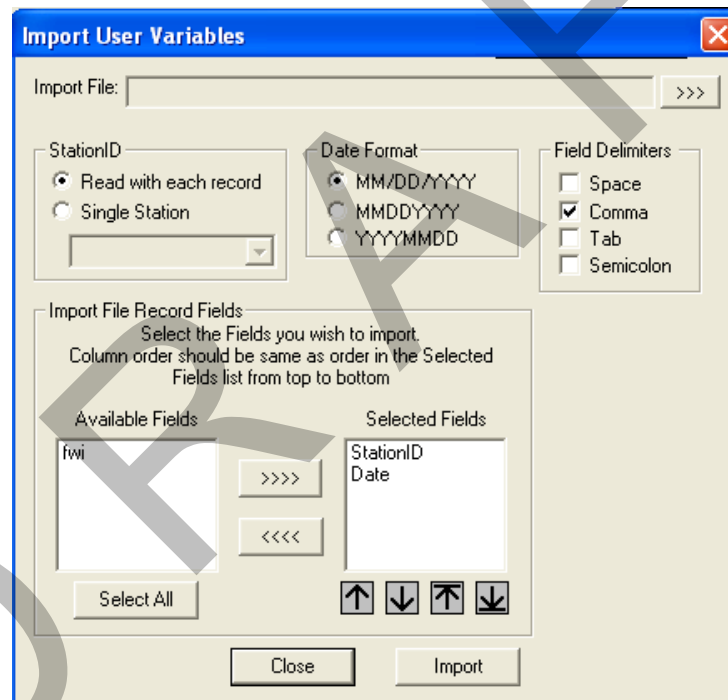 Import User Variables
Import File:
>>>
StationID
Read with each record
Single Station
Date Format
MM/DD/YYYY
MMDDYYYY
YYYYMMDD
Field Delimiters
Space
Comma
Tab
Semicolon
Import File Record Fields
Select the Fields you wish to import.
Column order should be same as order in the Selected
Fields list from top to bottom
Available Fields
fwi
>>>>
<<<<
Select All
Selected Fields
StationID
Date
Close
Import